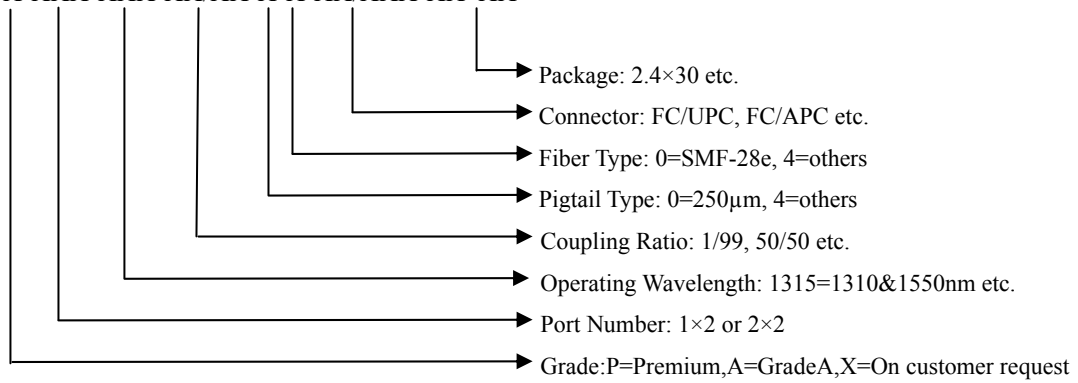 Package: 2.4×30 etc.
Connector: FC/UPC, FC/APC etc.
Fiber Type: 0=SMF-28e, 4=others
Pigtail Type: 0=250μm, 4=others
Coupling Ratio: 1/99, 50/50 etc.
Operating Wavelength: 1315=1310&1550nm etc.
Port Number: 1×2 or 2×2
Grade:P=Premium,A=GradeA,X=On customer request